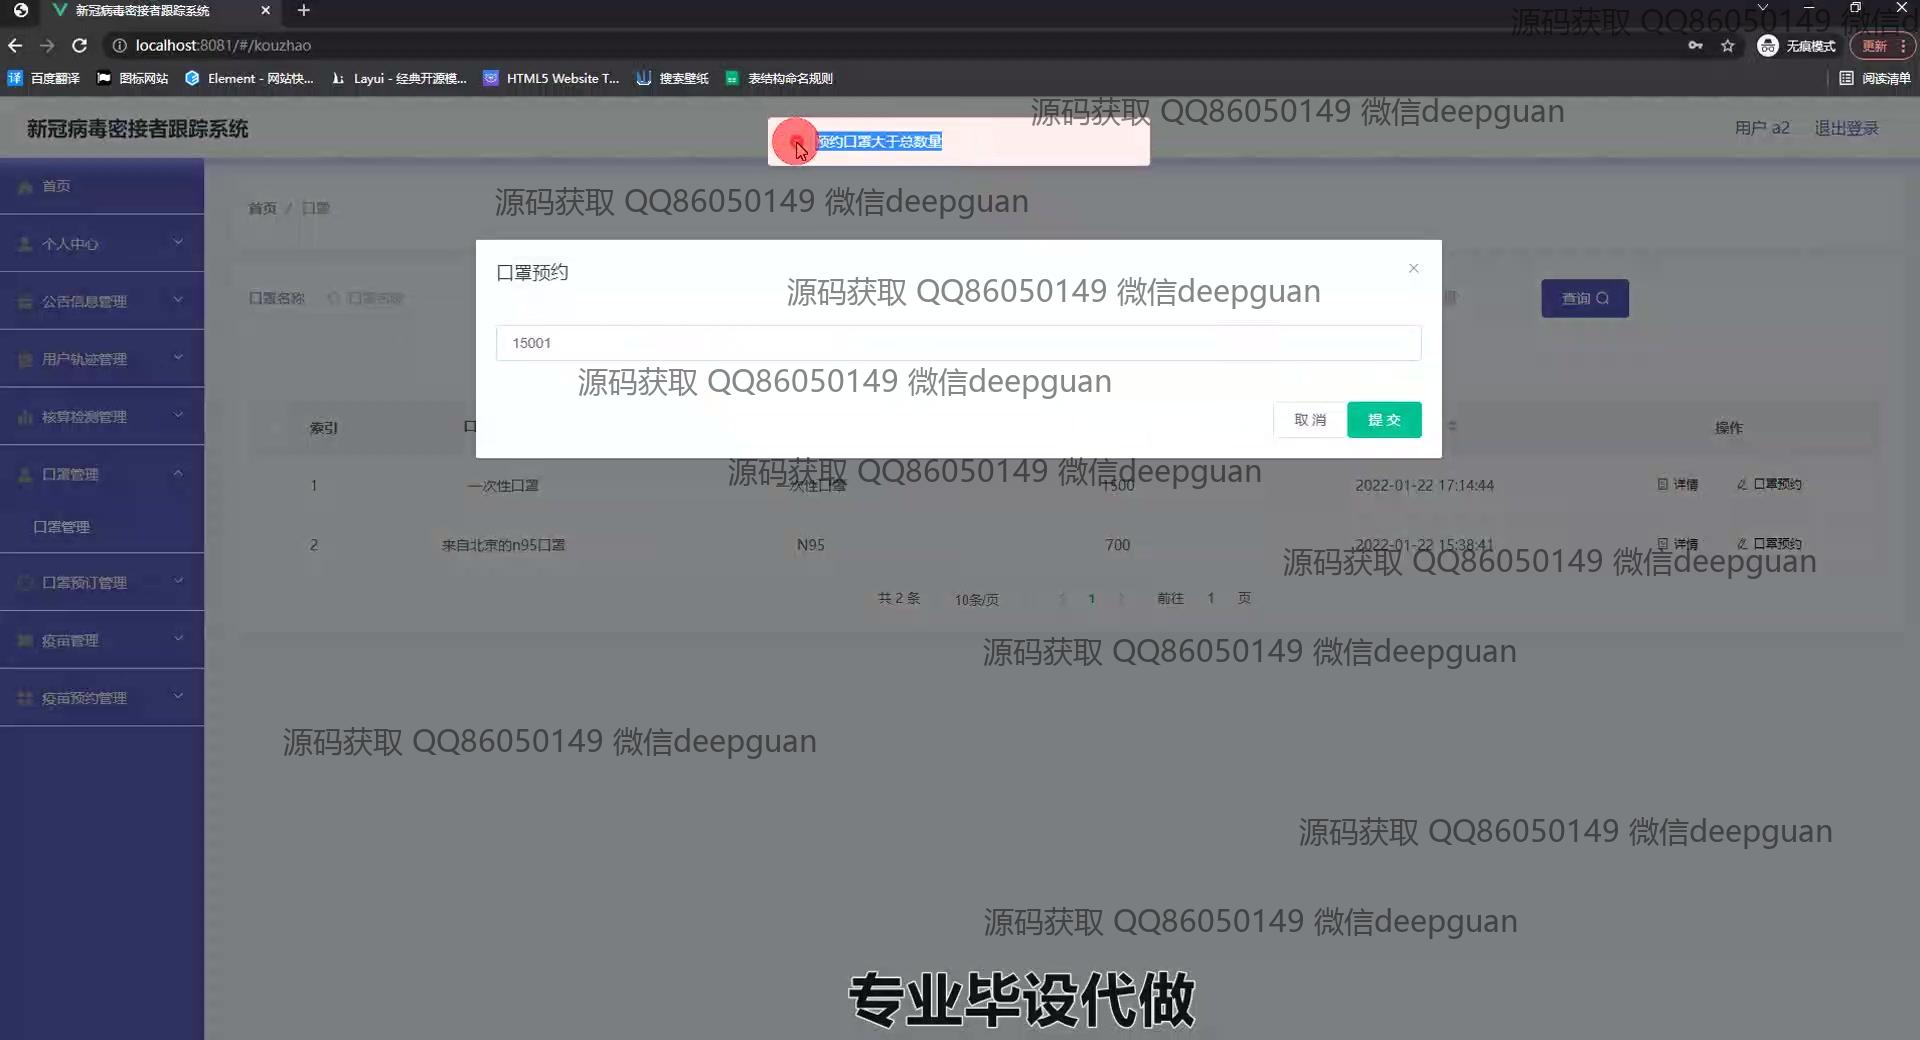 新冠病毒密接者跟踪系统
源码获取 QQ86050149 微信d
localhost:8081/#/kouzhao
无痕模式
更新
百度翻译
图标网站
Element - 网站快...
Layui - 经典开源模...
HTML5 Website T...
搜索壁纸
表结构命名规则
阅读清单
源码获取 QQ86050149 微信deepguan
新冠病毒密接者跟踪系统
预约口罩大于总数量
用户 a2
退出登录
首页
个人中心
公告信息管理
用户轨迹管理
核算检测管理
口罩管理
口罩管理
口罩预订管理
疫苗管理
疫苗预约管理
首页 / 口罩
源码获取 QQ86050149 微信deepguan
口罩预约
源码获取 QQ86050149 微信deepguan
口罩名称
口罩名称
查询
15001
源码获取 QQ86050149 微信deepguan
取消
提交
索引
口
操作
源码获取 QQ86050149 微信deepguan
1 一次性口罩 一次性口罩 1500 2022-01-22 17:14:44 详情 口罩预约
2 来自北京的n95口罩 N95 700 2022-01-22 15:38:41 详情 口罩预约
源码获取 QQ86050149 微信deepguan
共 2 条 10条/页 1 前往 1 页
源码获取 QQ86050149 微信deepguan
源码获取 QQ86050149 微信deepguan
源码获取 QQ86050149 微信deepguan
源码获取 QQ86050149 微信deepguan
专业毕设代做